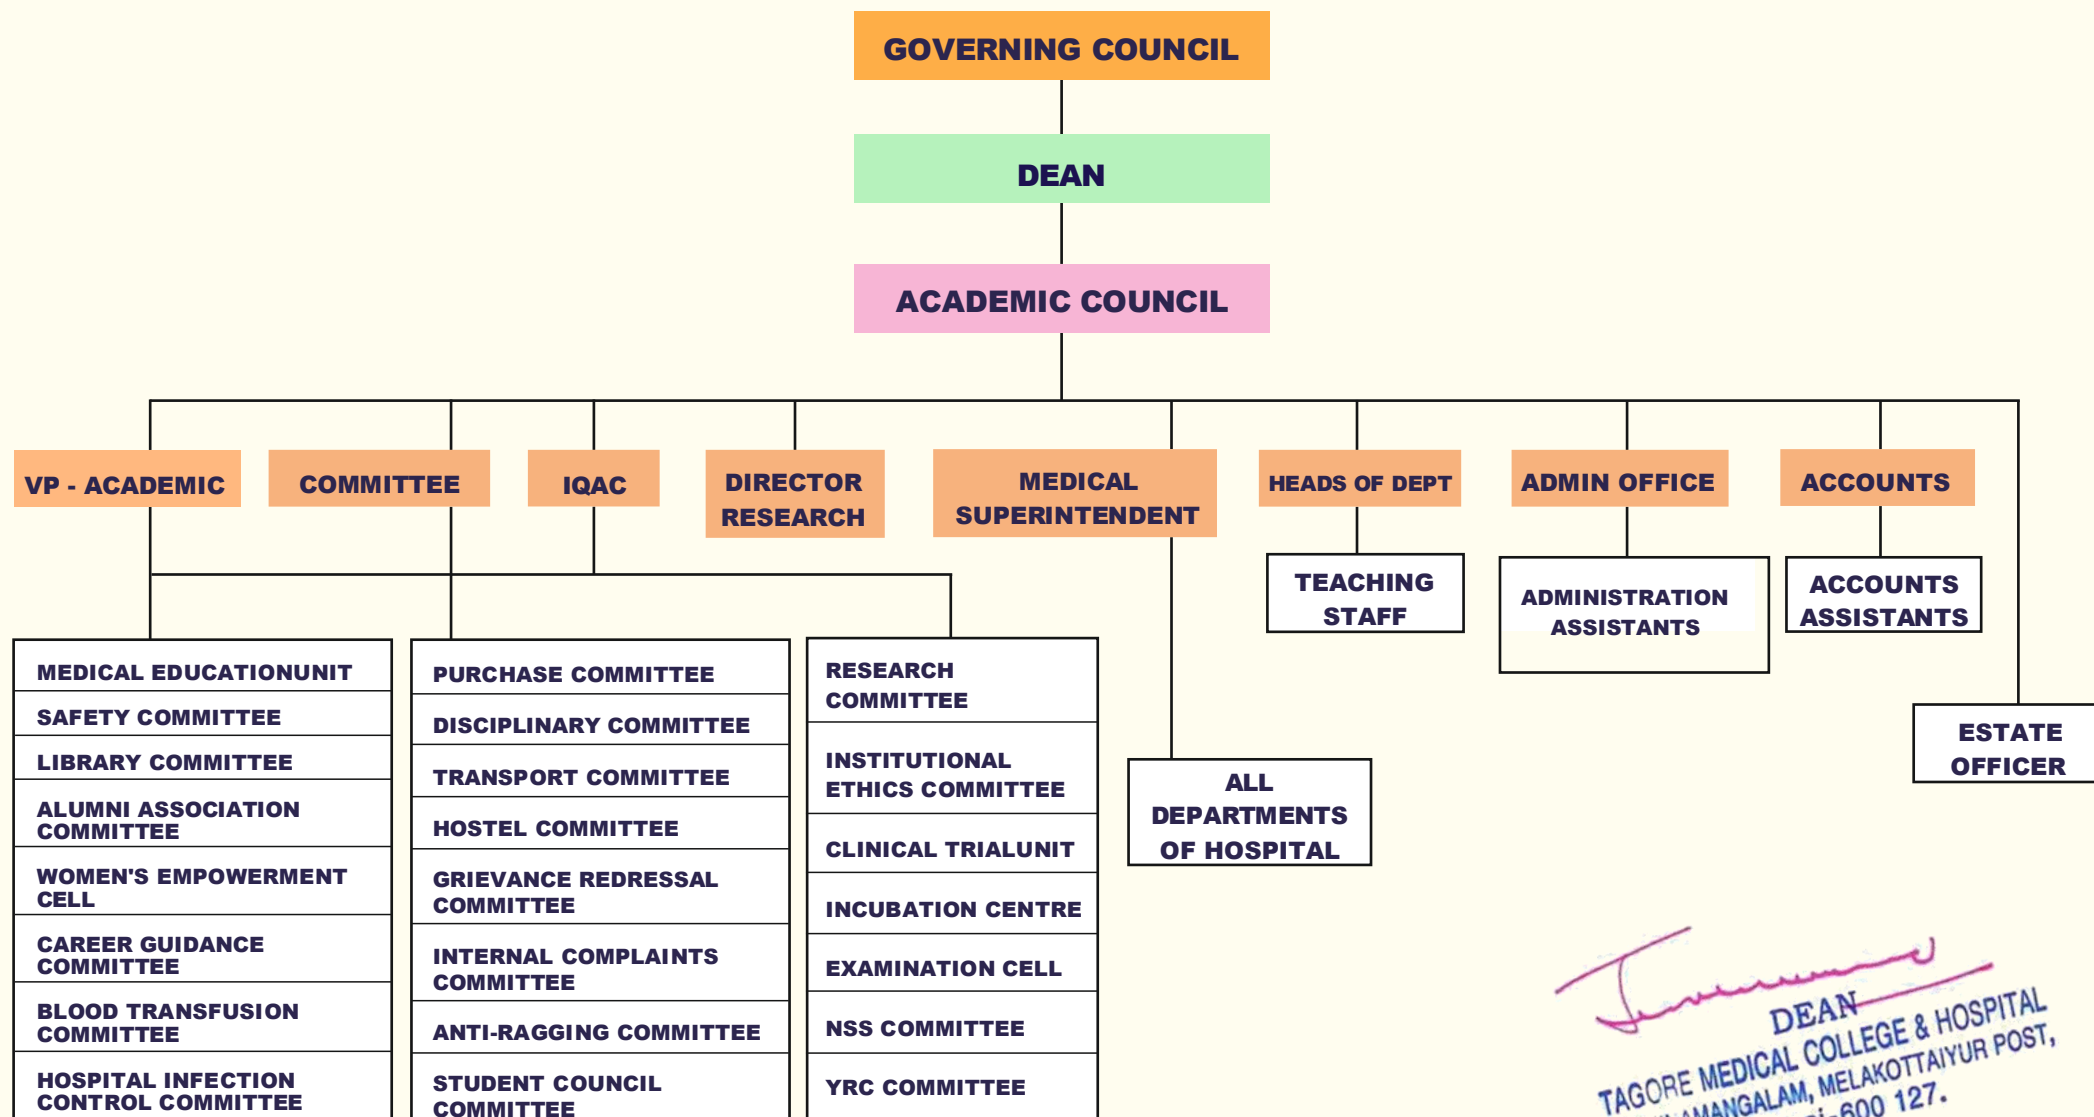 GOVERNING COUNCIL
DEAN
ACADEMIC COUNCIL
VP - ACADEMIC
COMMITTEE
IQAC
DIRECTOR
RESEARCH
MEDICAL
SUPERINTENDENT
HEADS OF DEPT
ADMIN OFFICE
ACCOUNTS
TEACHING
STAFF
ADMINISTRATION
ASSISTANTS
ACCOUNTS
ASSISTANTS
ESTATE
OFFICER
ALL
DEPARTMENTS
OF HOSPITAL
MEDICAL EDUCATIONUNIT
SAFETY COMMITTEE
LIBRARY COMMITTEE
ALUMNI ASSOCIATION
COMMITTEE
WOMEN'S EMPOWERMENT
CELL
CAREER GUIDANCE
COMMITTEE
BLOOD TRANSFUSION
COMMITTEE
HOSPITAL INFECTION
CONTROL COMMITTEE
PURCHASE COMMITTEE
DISCIPLINARY COMMITTEE
TRANSPORT COMMITTEE
HOSTEL COMMITTEE
GRIEVANCE REDRESSAL
COMMITTEE
INTERNAL COMPLAINTS
COMMITTEE
ANTI-RAGGING COMMITTEE
STUDENT COUNCIL
COMMITTEE
RESEARCH
COMMITTEE
INSTITUTIONAL
ETHICS COMMITTEE
CLINICAL TRIALUNIT
INCUBATION CENTRE
EXAMINATION CELL
NSS COMMITTEE
YRC COMMITTEE
DEAN
TAGORE MEDICAL COLLEGE & HOSPITAL
MELAKOTTAIYUR POST,
600 127.